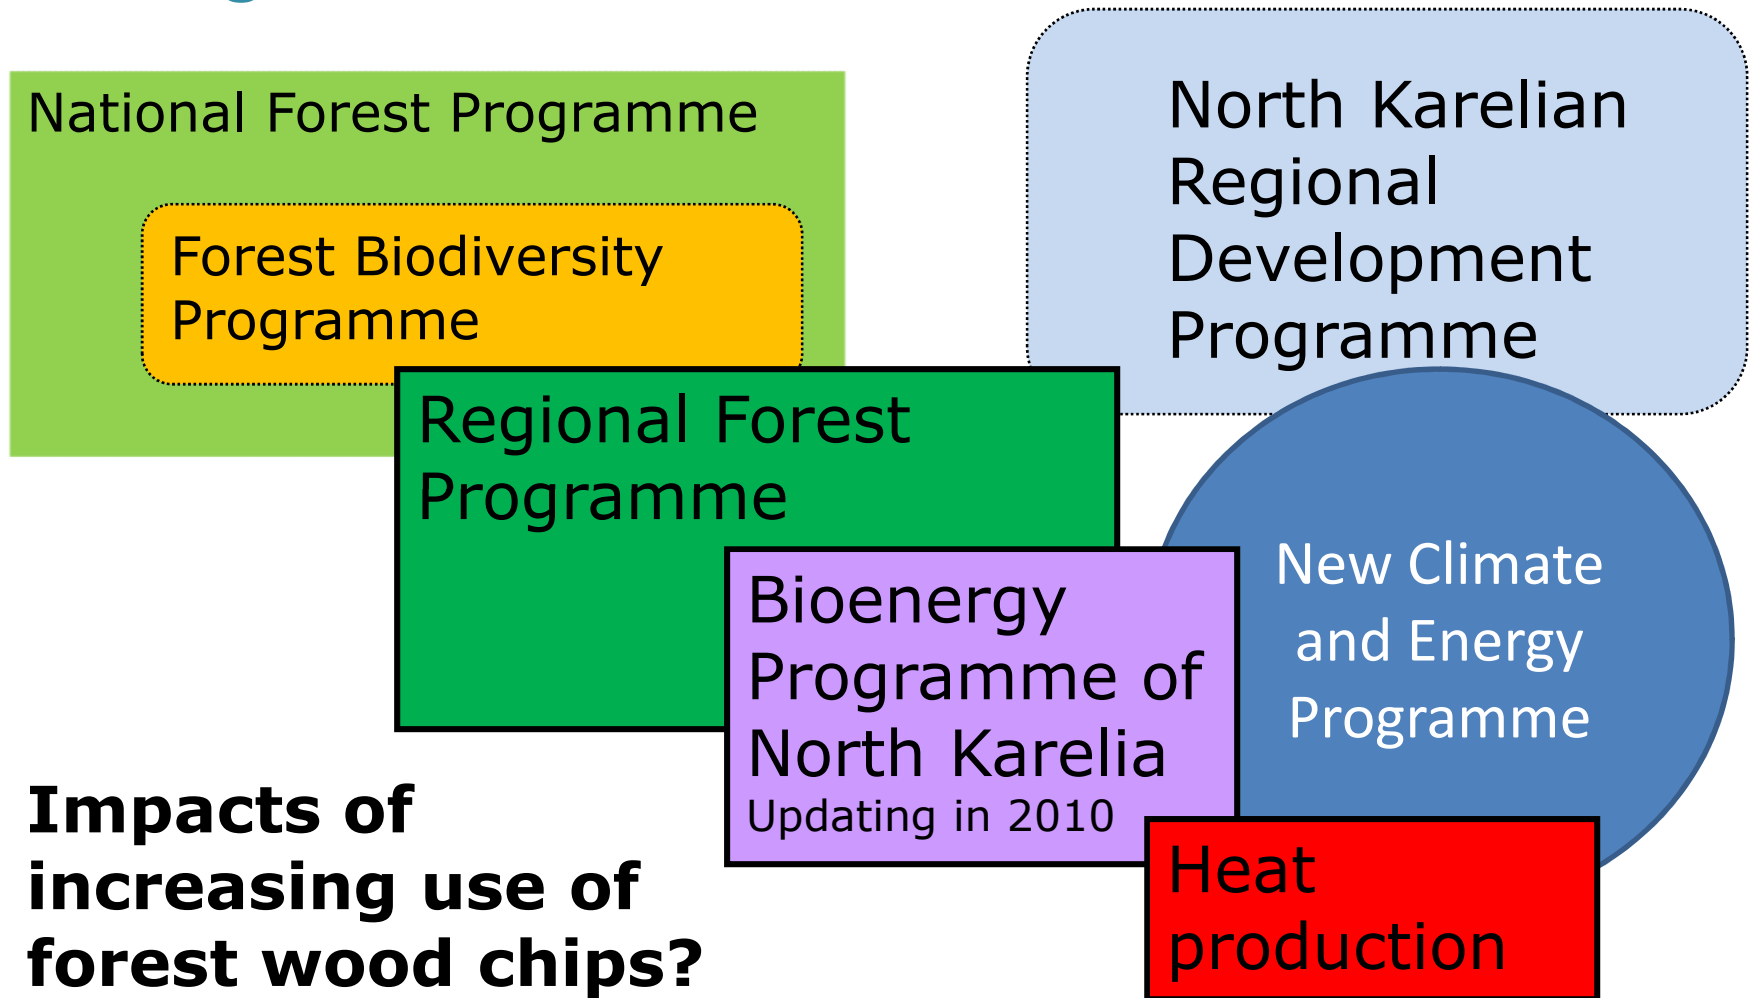 National Forest Programme
Forest Biodiversity
Programme
North Karelian
Regional
Development
Programme
Regional Forest
Programme
Bioenergy
Programme of
North Karelia
Updating in 2010
New Climate
and Energy
Programme
Heat
production
Impacts of
increasing use of
forest wood chips?